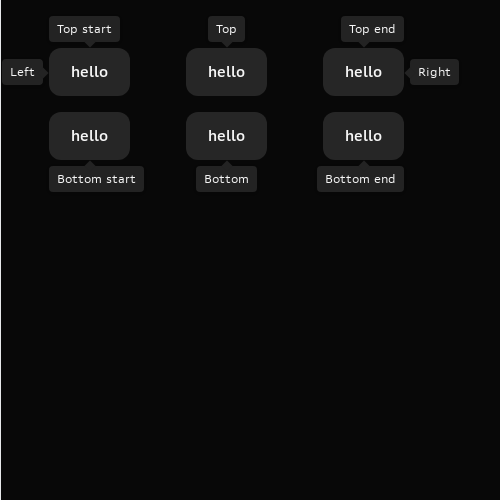 Top start Top Top end
Left hello hello hello Right
hello hello hello
Bottom start Bottom Bottom end